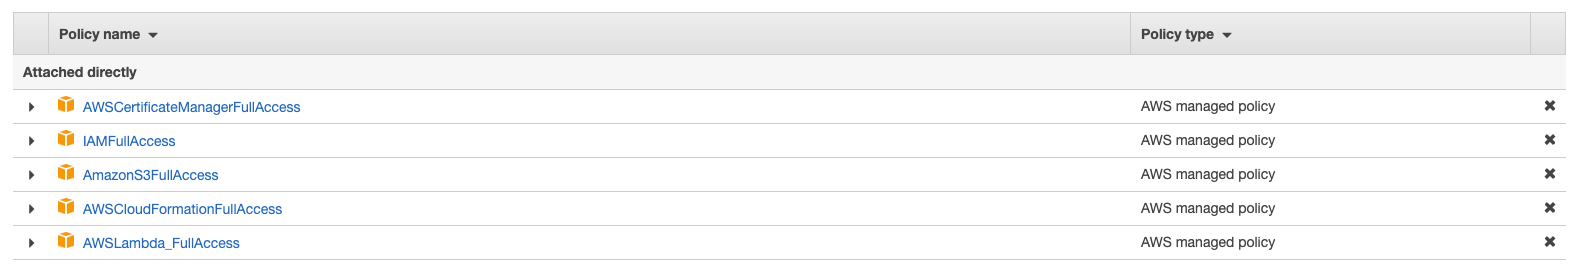 Policy name Policy type
Attached directly
AWSCertificateManagerFullAccess AWS managed policy
IAMFullAccess AWS managed policy
AmazonS3FullAccess AWS managed policy
AWSCloudFormationFullAccess AWS managed policy
AWSLambda_FullAccess AWS managed policy